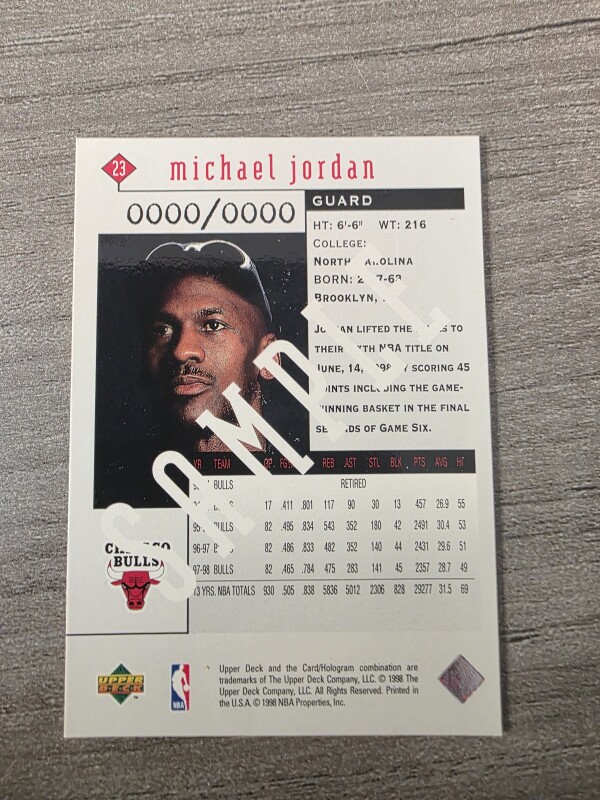 23
michael jordan
0000/0000
GUARD
HT: 6'-6" WT: 216
COLLEGE:
NORTH
BORN:
BROOKLYN,
LIFTED THE TO
THEIR NBA TITLE ON
JUNE, 14, SCORING 45
THE GAME-
WINNING BASKET IN THE FINAL
OF GAME SIX.
SAMPLE
YR TEAM GP. REB AST STL BLK PTS AVG HI
BULLS RETIRED
17 .411 .801 117 90 30 13 457 26.9 55
BULLS 82 .495 .834 543 352 180 42 2491 30.4 53
96-97 82 .486 .833 482 352 140 44 2431 29.6 51
97-98 BULLS 82 .465 .784 475 283 141 45 2357 28.7 49
13 YRS. NBA TOTALS 930 .505 .838 5836 5012 2306 828 29277 31.5 69
BULLS
UPPER
DECK
NBA
Upper Deck and the Card/Hologram combination are
trademarks of The Upper Deck Company, LLC. © 1998 The
Upper Deck Company, LLC. All Rights Reserved. Printed in
the U.S.A. © 1998 NBA Properties, Inc.